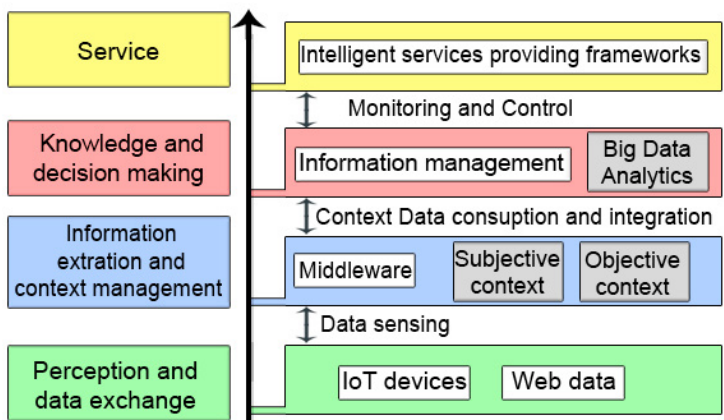 Service
Intelligent services providing frameworks
Monitoring and Control
Knowledge and
decision making
Information management
Big Data
Analytics
Context Data consuption and integration
Information
extration and
context management
Middleware
Subjective
context
Objective
context
Data sensing
Perception and
data exchange
IoT devices
Web data